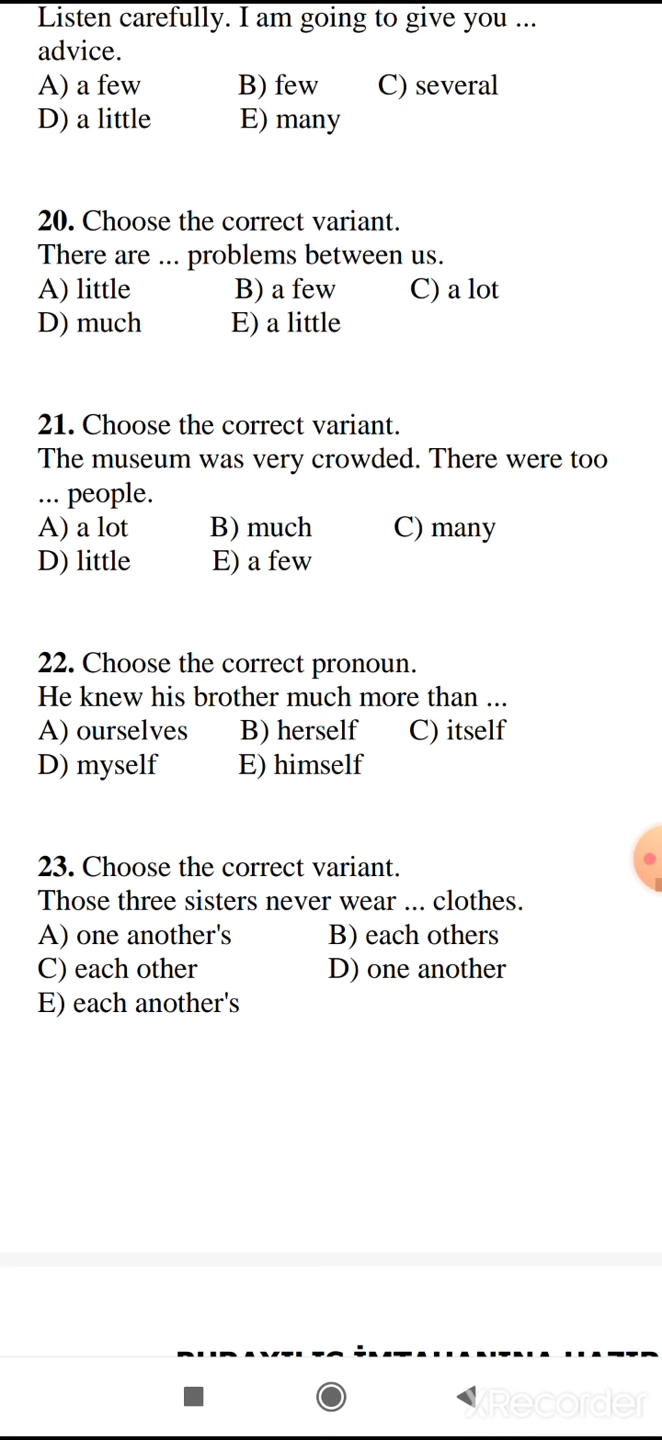 Listen carefully. I am going to give you ...
advice.
A) a few B) few C) several
D) a little E) many
20. Choose the correct variant.
There are ... problems between us.
A) little B) a few C) a lot
D) much E) a little
21. Choose the correct variant.
The museum was very crowded. There were too
... people.
A) a lot B) much C) many
D) little E) a few
22. Choose the correct pronoun.
He knew his brother much more than ...
A) ourselves B) herself C) itself
D) myself E) himself
23. Choose the correct variant.
Those three sisters never wear ... clothes.
A) one another's B) each others
C) each other D) one another
E) each another's
XRecorder